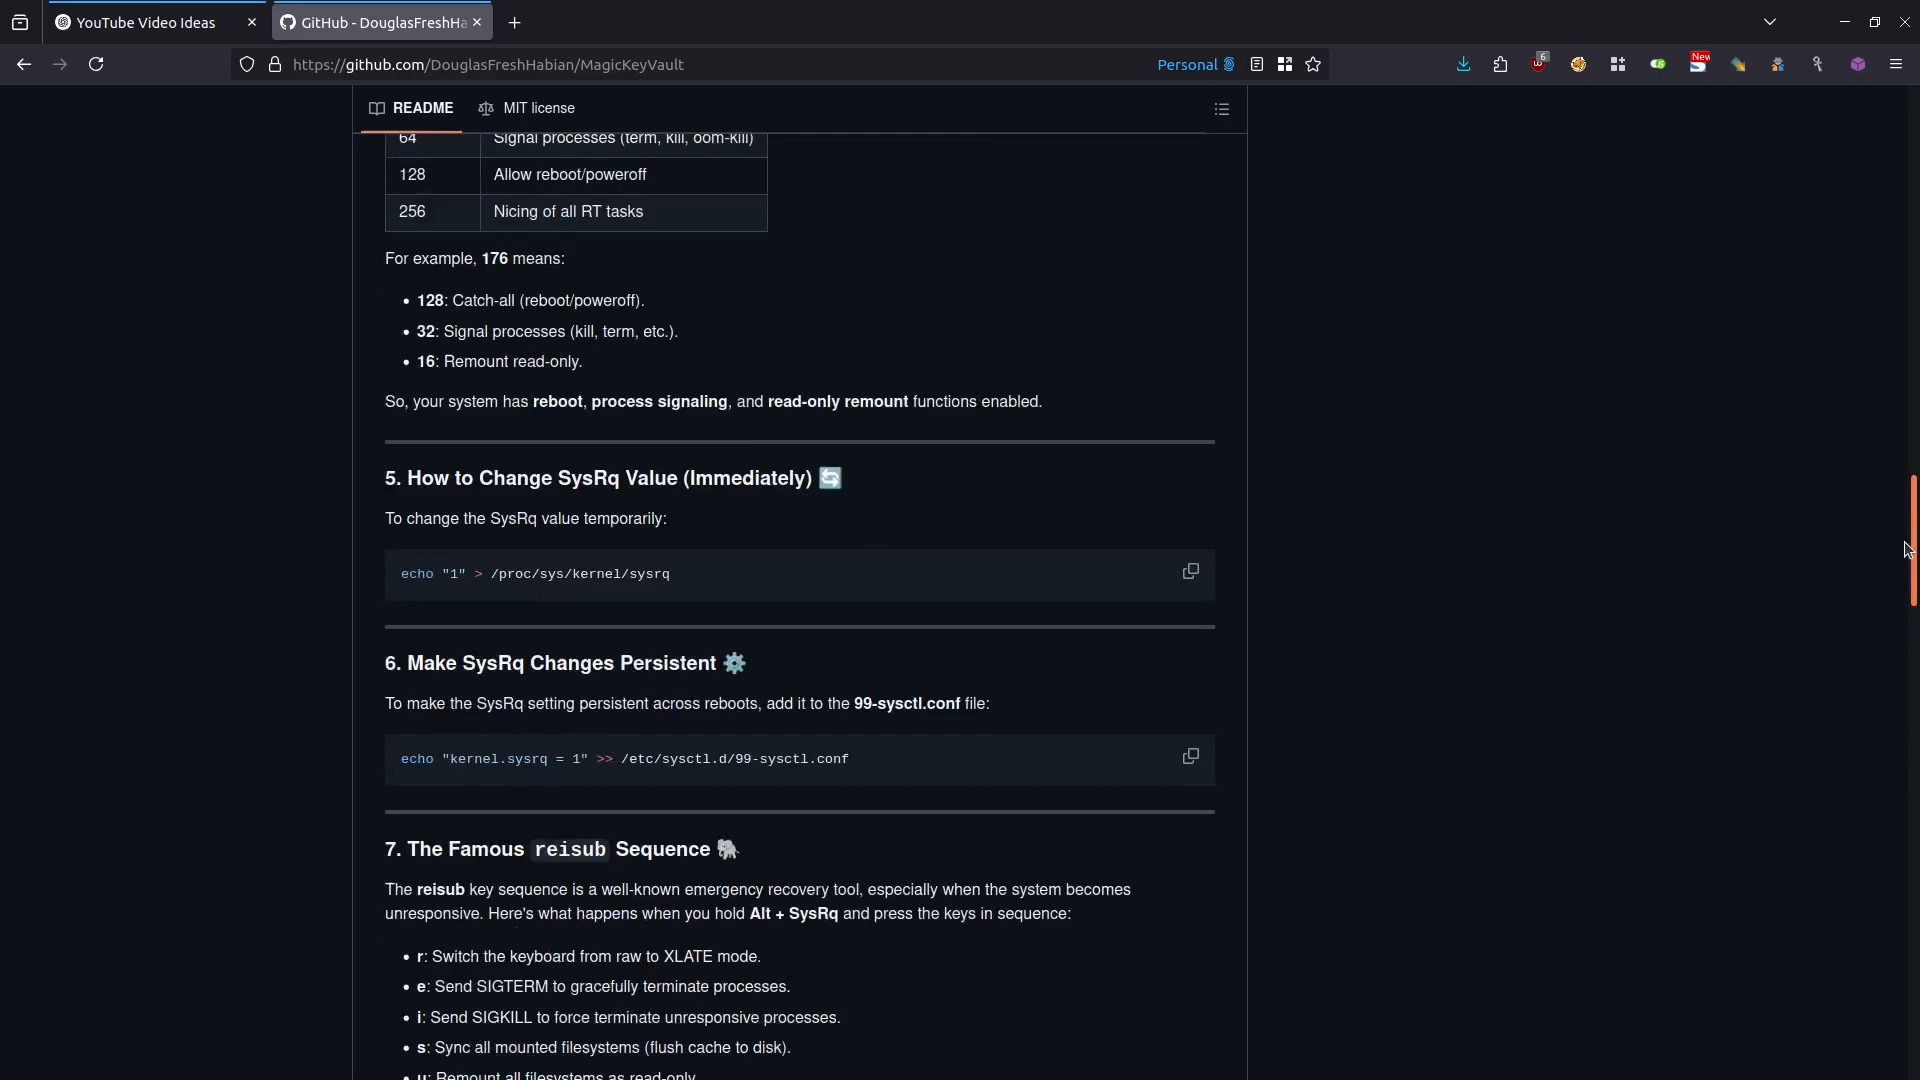 YouTube Video Ideas
GitHub - DouglasFreshHa
https://github.com/DouglasFreshHabian/MagicKeyVault
Personal
6
New
README
MIT license
64 Signal processes (term, kill, oom-kill)
128 Allow reboot/poweroff
256 Nicing of all RT tasks
For example, 176 means:
• 128: Catch-all (reboot/poweroff).
• 32: Signal processes (kill, term, etc.).
• 16: Remount read-only.
So, your system has reboot, process signaling, and read-only remount functions enabled.
5. How to Change SysRq Value (Immediately) 🔄
To change the SysRq value temporarily:
echo "1" > /proc/sys/kernel/sysrq
6. Make SysRq Changes Persistent ⚙️
To make the SysRq setting persistent across reboots, add it to the 99-sysctl.conf file:
echo "kernel.sysrq = 1" >> /etc/sysctl.d/99-sysctl.conf
7. The Famous reisub Sequence 🐘
The reisub key sequence is a well-known emergency recovery tool, especially when the system becomes
unresponsive. Here's what happens when you hold Alt + SysRq and press the keys in sequence:
• r: Switch the keyboard from raw to XLATE mode.
• e: Send SIGTERM to gracefully terminate processes.
• i: Send SIGKILL to force terminate unresponsive processes.
• s: Sync all mounted filesystems (flush cache to disk).
• u: Remount all filesystems as read-only